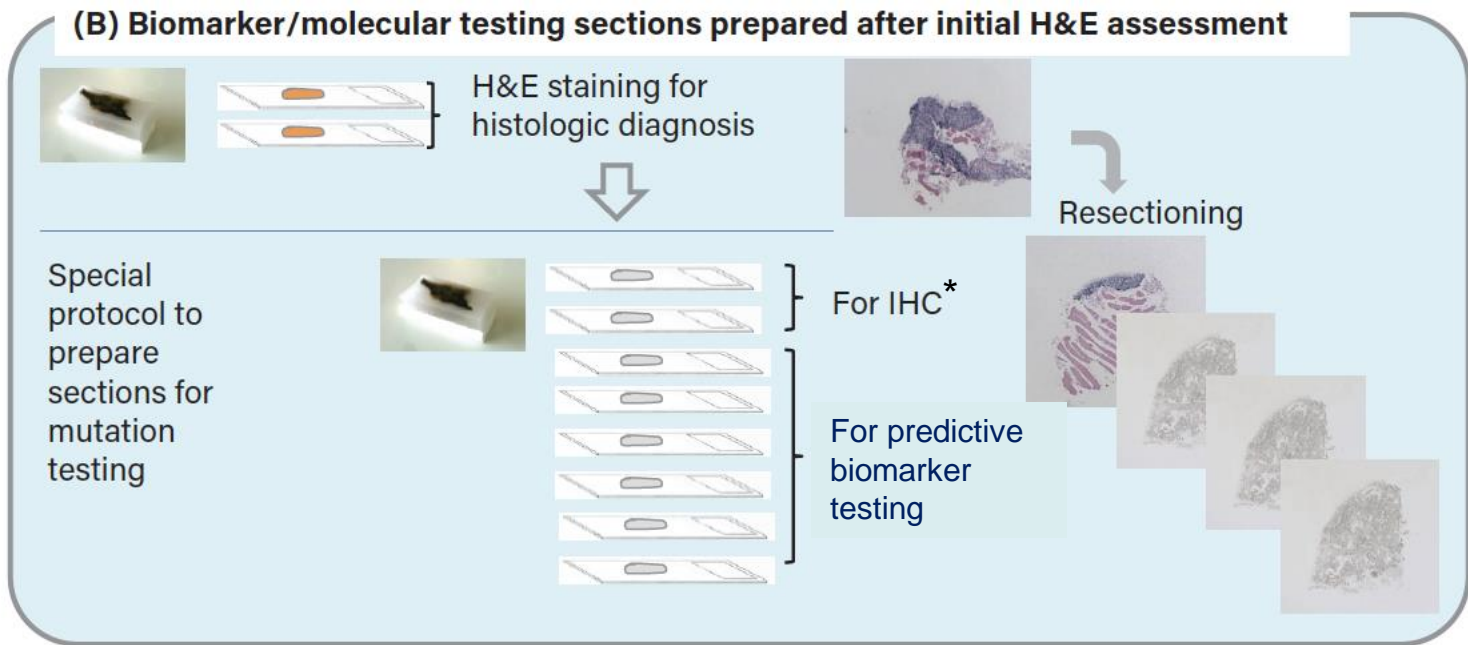 (B) Biomarker/molecular testing sections prepared after initial H&E assessment
H&E staining for
histologic diagnosis
Resectioning
Special
protocol to
prepare
sections for
mutation
testing
For IHC*
For predictive
biomarker
testing